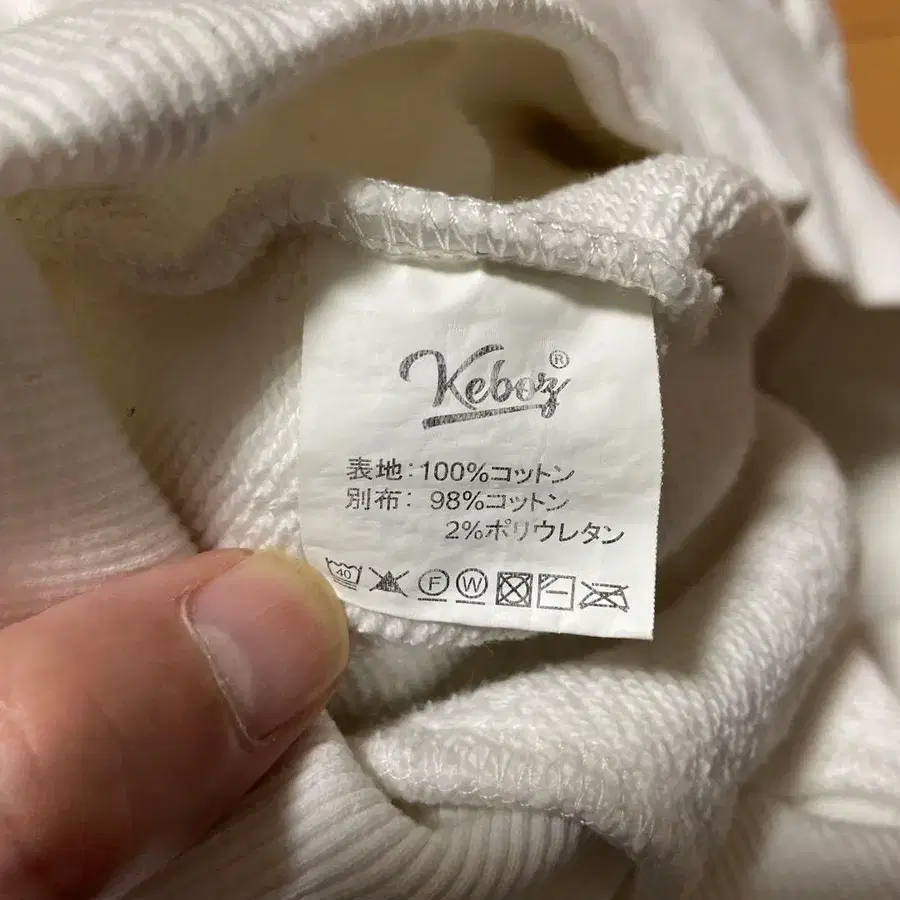 Keboz®
表地:100%コットン
別布: 98%コットン
2%ポリウレタン
40 F W